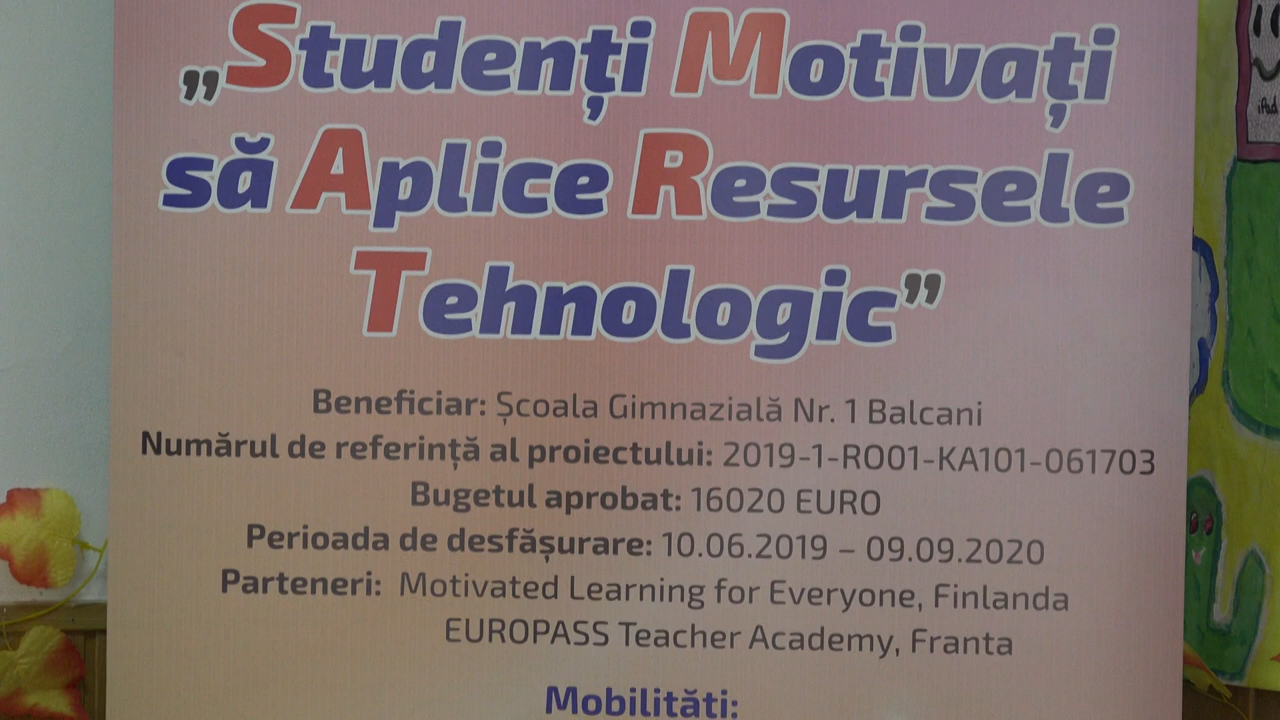 „Studenți Motivați
să Aplice Resursele
Tehnologic”
Beneficiar: Școala Gimnazială Nr. 1 Balcani
Numărul de referință al proiectului: 2019-1-RO01-KA101-061703
Bugetul aprobat: 16020 EURO
Perioada de desfășurare: 10.06.2019 – 09.09.2020
Parteneri: Motivated Learning for Everyone, Finlanda
EUROPASS Teacher Academy, Franta
Mobilităti:
iPad